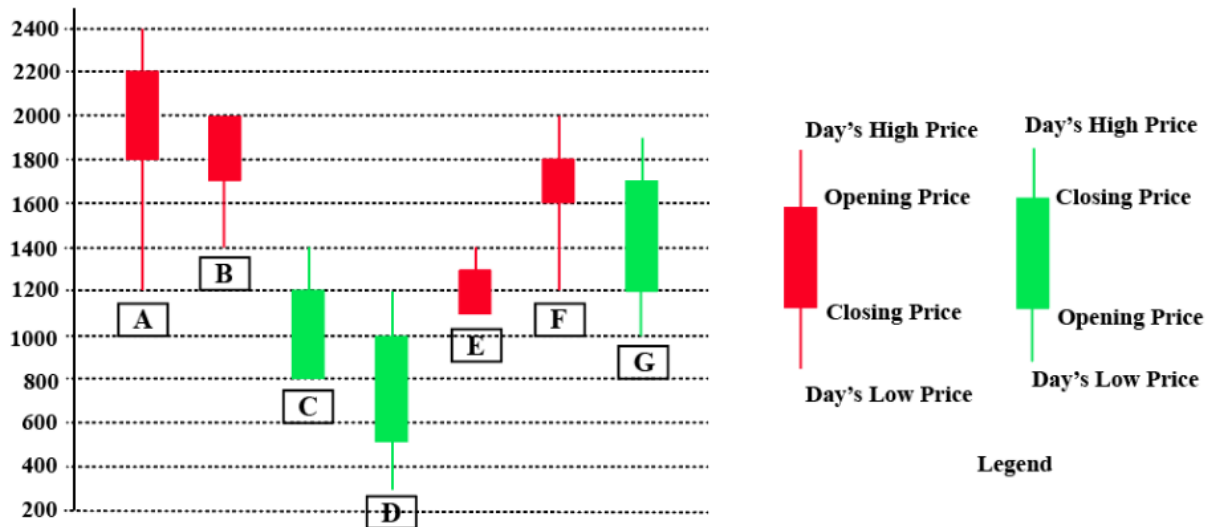 2400
2200
2000
1800
1600
1400
1200
1000
800
600
400
200
A
B
C
D
E
F
G
Day's High Price
Opening Price
Closing Price
Day's Low Price
Day's High Price
Closing Price
Opening Price
Day's Low Price
Legend